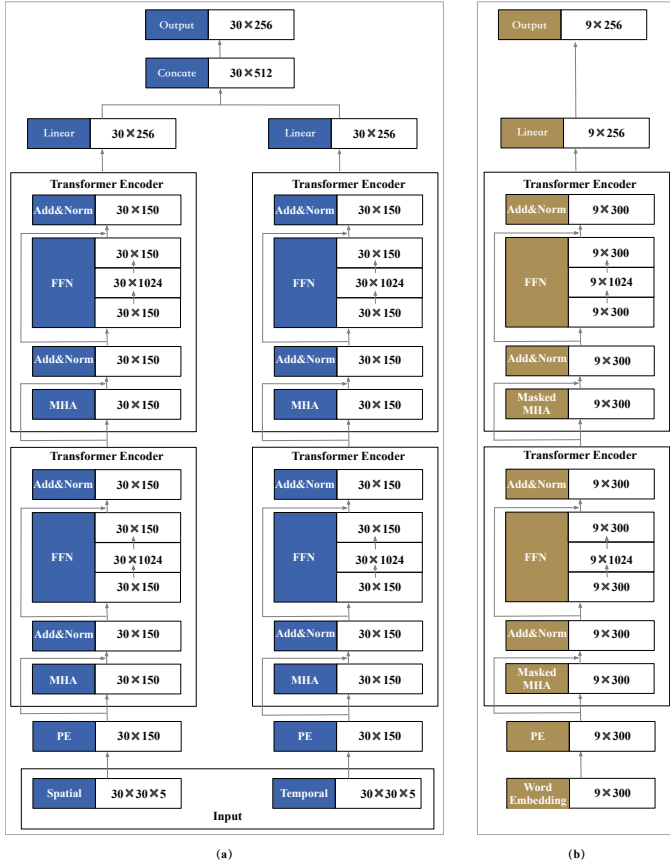 Output 30×256
Concate 30×512
Linear 30×256
Transformer Encoder
Add&Norm 30×150
FFN
30×150
30×1024
30×150
Add&Norm 30×150
MHA 30×150
Transformer Encoder
Add&Norm 30×150
FFN
30×150
30×1024
30×150
Add&Norm 30×150
MHA 30×150
PE 30×150
Spatial 30×30×5
Linear 30×256
Transformer Encoder
Add&Norm 30×150
FFN
30×150
30×1024
30×150
Add&Norm 30×150
MHA 30×150
Transformer Encoder
Add&Norm 30×150
FFN
30×150
30×1024
30×150
Add&Norm 30×150
MHA 30×150
PE 30×150
Temporal 30×30×5
Input
(a)
Output 9×256
Linear 9×256
Transformer Encoder
Add&Norm 9×300
FFN
9×300
9×1024
9×300
Add&Norm 9×300
Masked
MHA 9×300
Transformer Encoder
Add&Norm 9×300
FFN
9×300
9×1024
9×300
Add&Norm 9×300
Masked
MHA 9×300
PE 9×300
Word
Embedding 9×300
(b)